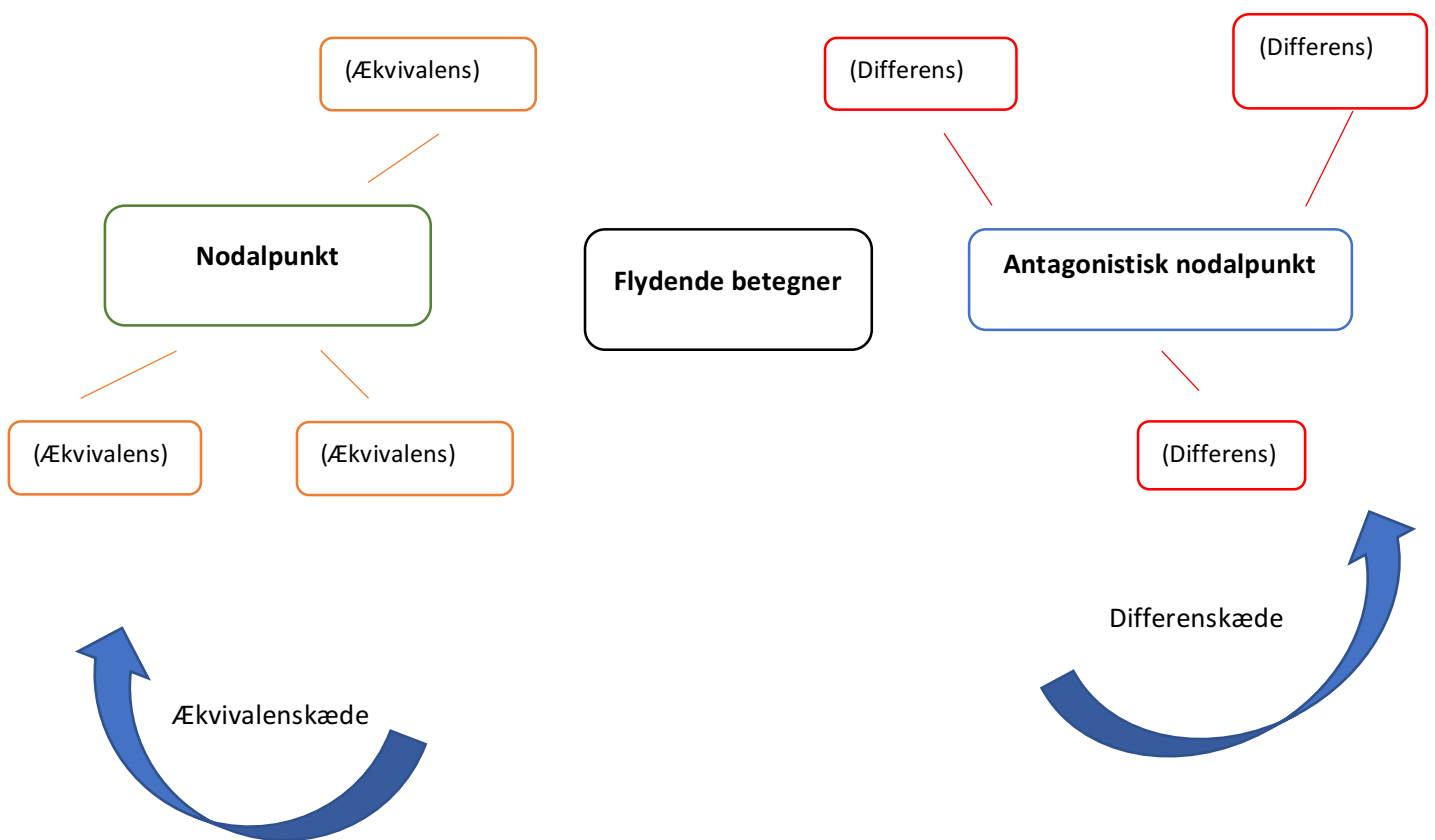 (Ækvivalens)
(Differens)
(Differens)
Nodalpunkt
Flydende betegner
Antagonistisk nodalpunkt
(Ækvivalens)
(Ækvivalens)
(Differens)
Differenskæde
Ækvivalenskæde